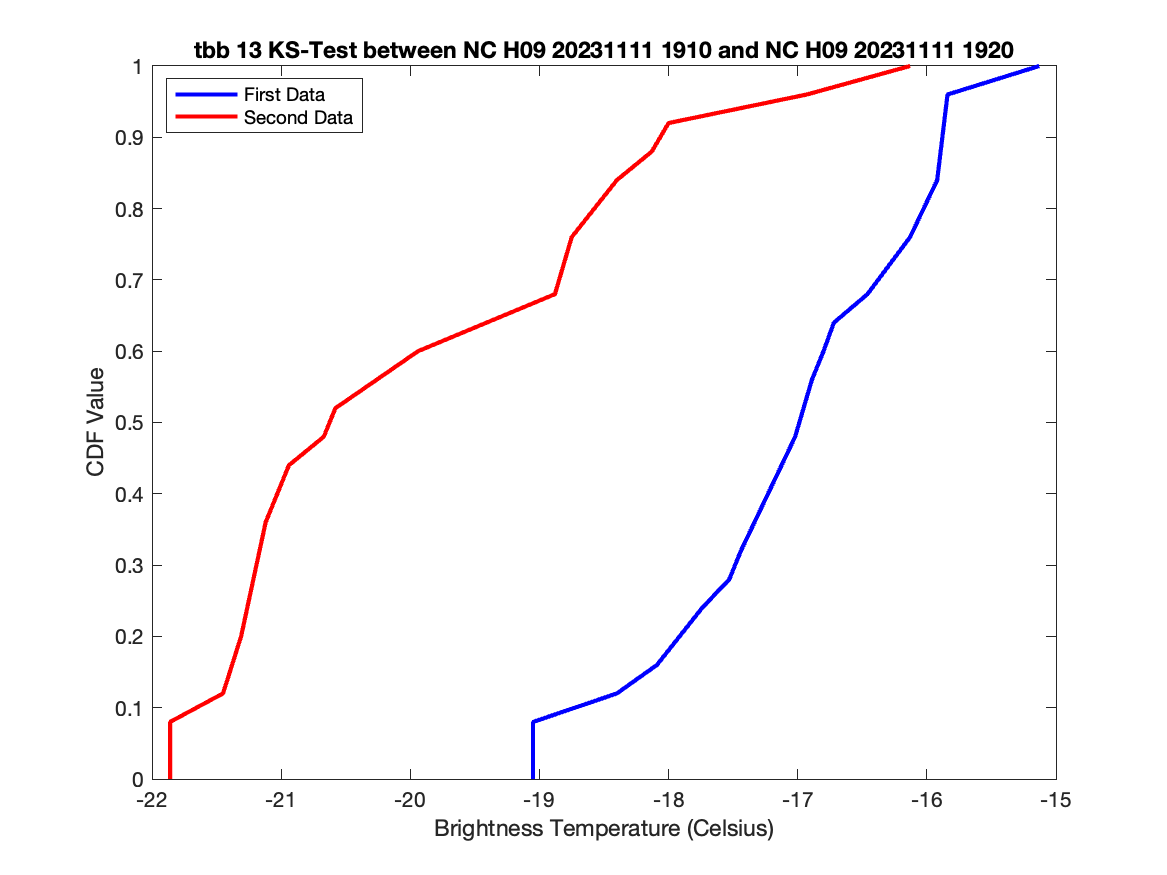 tbb 13 KS-Test between NC H09 20231111 1910 and NC H09 20231111 1920
First Data
Second Data
1
0.9
0.8
0.7
0.6
0.5
0.4
0.3
0.2
0.1
0
CDF Value
-22 -21 -20 -19 -18 -17 -16 -15
Brightness Temperature (Celsius)